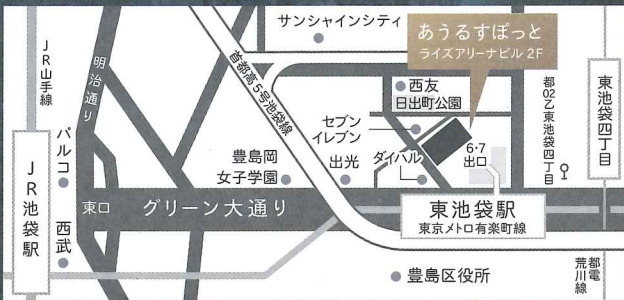 サンシャインシティ
あうるすぽっと
ライズアリーナビル 2F
JR山手線
明治通り
首都高5号池袋線
西友
日出町公園
都02乙東池袋四丁目
東池袋四丁目
セブン
イレブン
パルコ
豊島岡
女子学園
出光
ダイハツ
6・7
出口
JR池袋駅
西武
東口
グリーン大通り
東池袋駅
東京メトロ有楽町線
豊島区役所
都電
荒川線